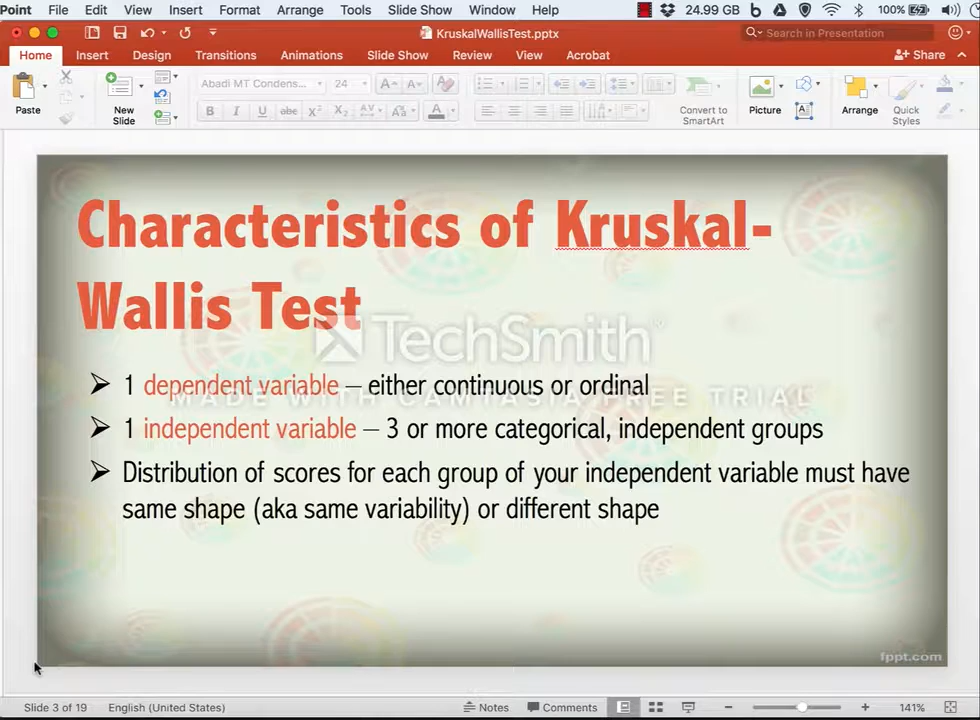 Point File Edit View Insert Format Arrange Tools Slide Show Window Help 24.99 GB 100%
KruskalWallisTest.pptx Search in Presentation
Home Insert Design Transitions Animations Slide Show Review View Acrobat Share
Paste New Slide Abadi MT Condens... 24 Convert to SmartArt Picture Arrange Quick Styles
B I U abc X² X₂ AV Aa A
Characteristics of Kruskal-
Wallis Test
TechSmith
1 dependent variable – either continuous or ordinal
MADE WITH CAMTASIA FREE TRIAL
1 independent variable – 3 or more categorical, independent groups
Distribution of scores for each group of your independent variable must have
same shape (aka same variability) or different shape
fppt.com
Slide 3 of 19 English (United States) Notes Comments 141%